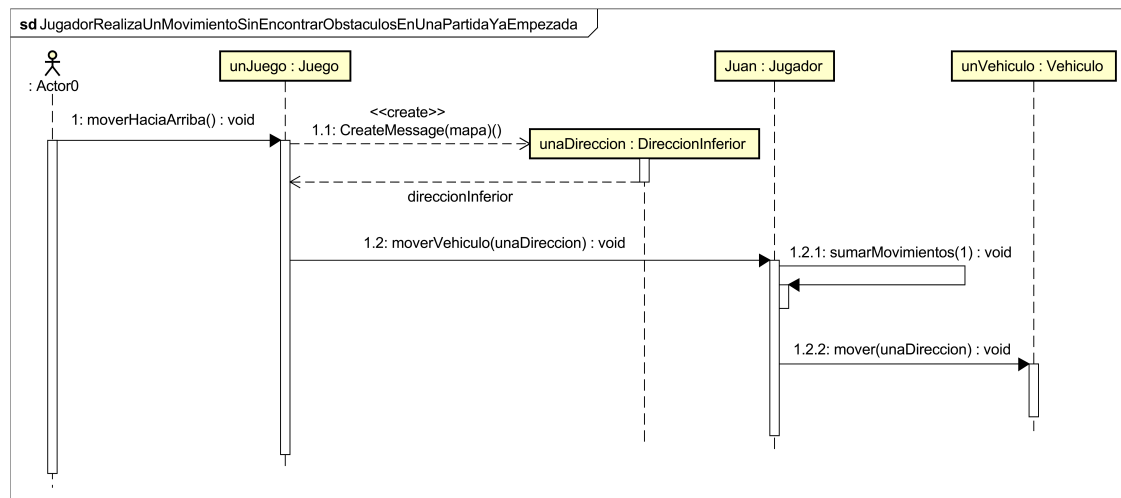 sd JugadorRealizaUnMovimientoSinEncontrarObstaculosEnUnaPartidaYaEmpezada
: Actor0
unJuego : Juego
Juan : Jugador
unVehiculo : Vehiculo
1: moverHaciaArriba() : void
<<create>>
1.1: CreateMessage(mapa)()
unaDireccion : DireccionInferior
direccionInferior
1.2: moverVehiculo(unaDireccion) : void
1.2.1: sumarMovimientos(1) : void
1.2.2: mover(unaDireccion) : void